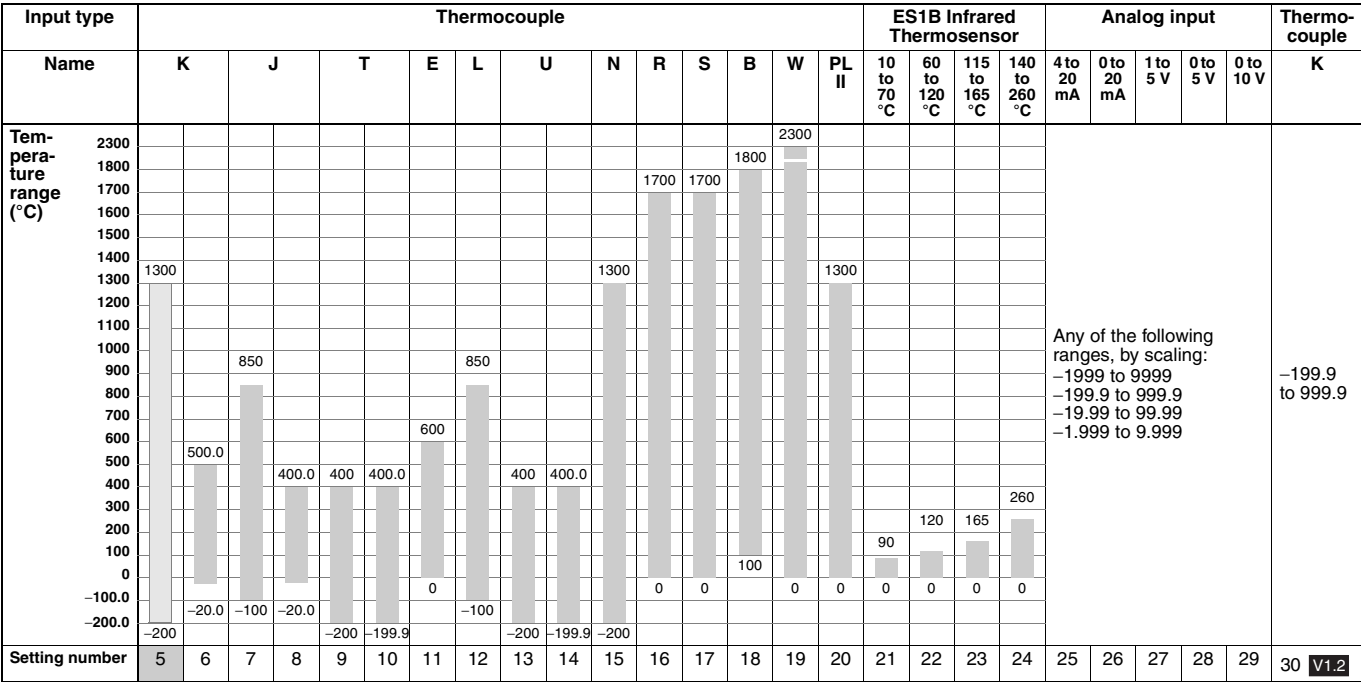 Input type Thermocouple ES1B Infrared Thermosensor Analog input Thermo-couple
Name K J T E L U N R S B W PL II 10 to 70 °C 60 to 120 °C 115 to 165 °C 140 to 260 °C 4 to 20 mA 0 to 20 mA 1 to 5 V 0 to 5 V 0 to 10 V K
Tem-
pera-
ture
range
(°C)
2300
2300
1800
1800
1700 1700 1700
1600
1500
1400
1300 1300 1300
1300
1200
1100
1000
850 850
900
800
700
600
600
500.0
500
400.0 400 400.0 400 400.0
400
300
260
200
120 165
100
90
100
0
0 0 0 0 0 0 0 0 0
−100.0
−20.0 −100 −20.0 −100
−200.0
−200 −200 −199.9 −200 −199.9 −200
Any of the following
ranges, by scaling:
−1999 to 9999
−199.9 to 999.9
−19.99 to 99.99
−1.999 to 9.999
−199.9
to 999.9
Setting number 5 6 7 8 9 10 11 12 13 14 15 16 17 18 19 20 21 22 23 24 25 26 27 28 29 30 V1.2